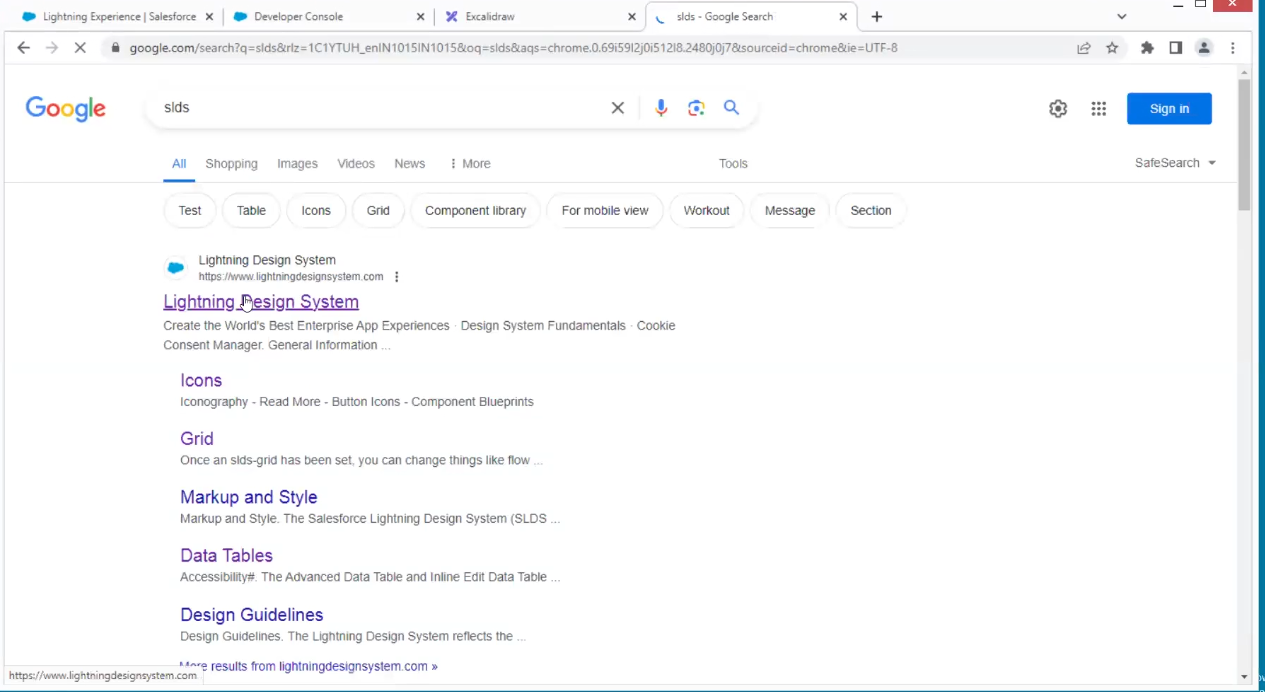 Lightning Experience | Salesforce
Developer Console
Excalidraw
slds - Google Search
google.com/search?q=slds&rlz=1C1YTUH_enIN1015IN1015&oq=slds&aqs=chrome.0.69i59l2j0i512l8.2480j0j7&sourceid=chrome&ie=UTF-8
Google
slds
Sign in
All Shopping Images Videos News More Tools SafeSearch
Test Table Icons Grid Component library For mobile view Workout Message Section
Lightning Design System
https://www.lightningdesignsystem.com
Lightning Design System
Create the World's Best Enterprise App Experiences · Design System Fundamentals · Cookie
Consent Manager. General Information ...
Icons
Iconography - Read More - Button Icons - Component Blueprints
Grid
Once an slds-grid has been set, you can change things like flow ...
Markup and Style
Markup and Style. The Salesforce Lightning Design System (SLDS ...
Data Tables
Accessibility#. The Advanced Data Table and Inline Edit Data Table ...
Design Guidelines
Design Guidelines. The Lightning Design System reflects the ...
More results from lightningdesignsystem.com »
https://www.lightningdesignsystem.com